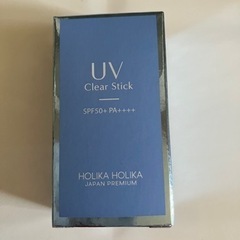 UV
Clear Stick
SPF50+ PA++++
HOLIKA HOLIKA
JAPAN PREMIUM